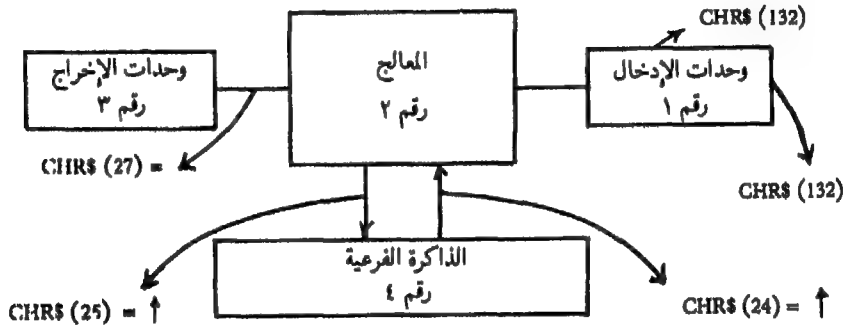 CHR$ (132)
وحدات الإدخال
رقم ١
المعالج
رقم ٢
وحدات الإخراج
رقم ٣
CHR$ (27) = ←
CHR$ (132)
الذاكرة الفرعية
رقم ٤
CHR$ (24) = ↑
CHR$ (25) = ↑